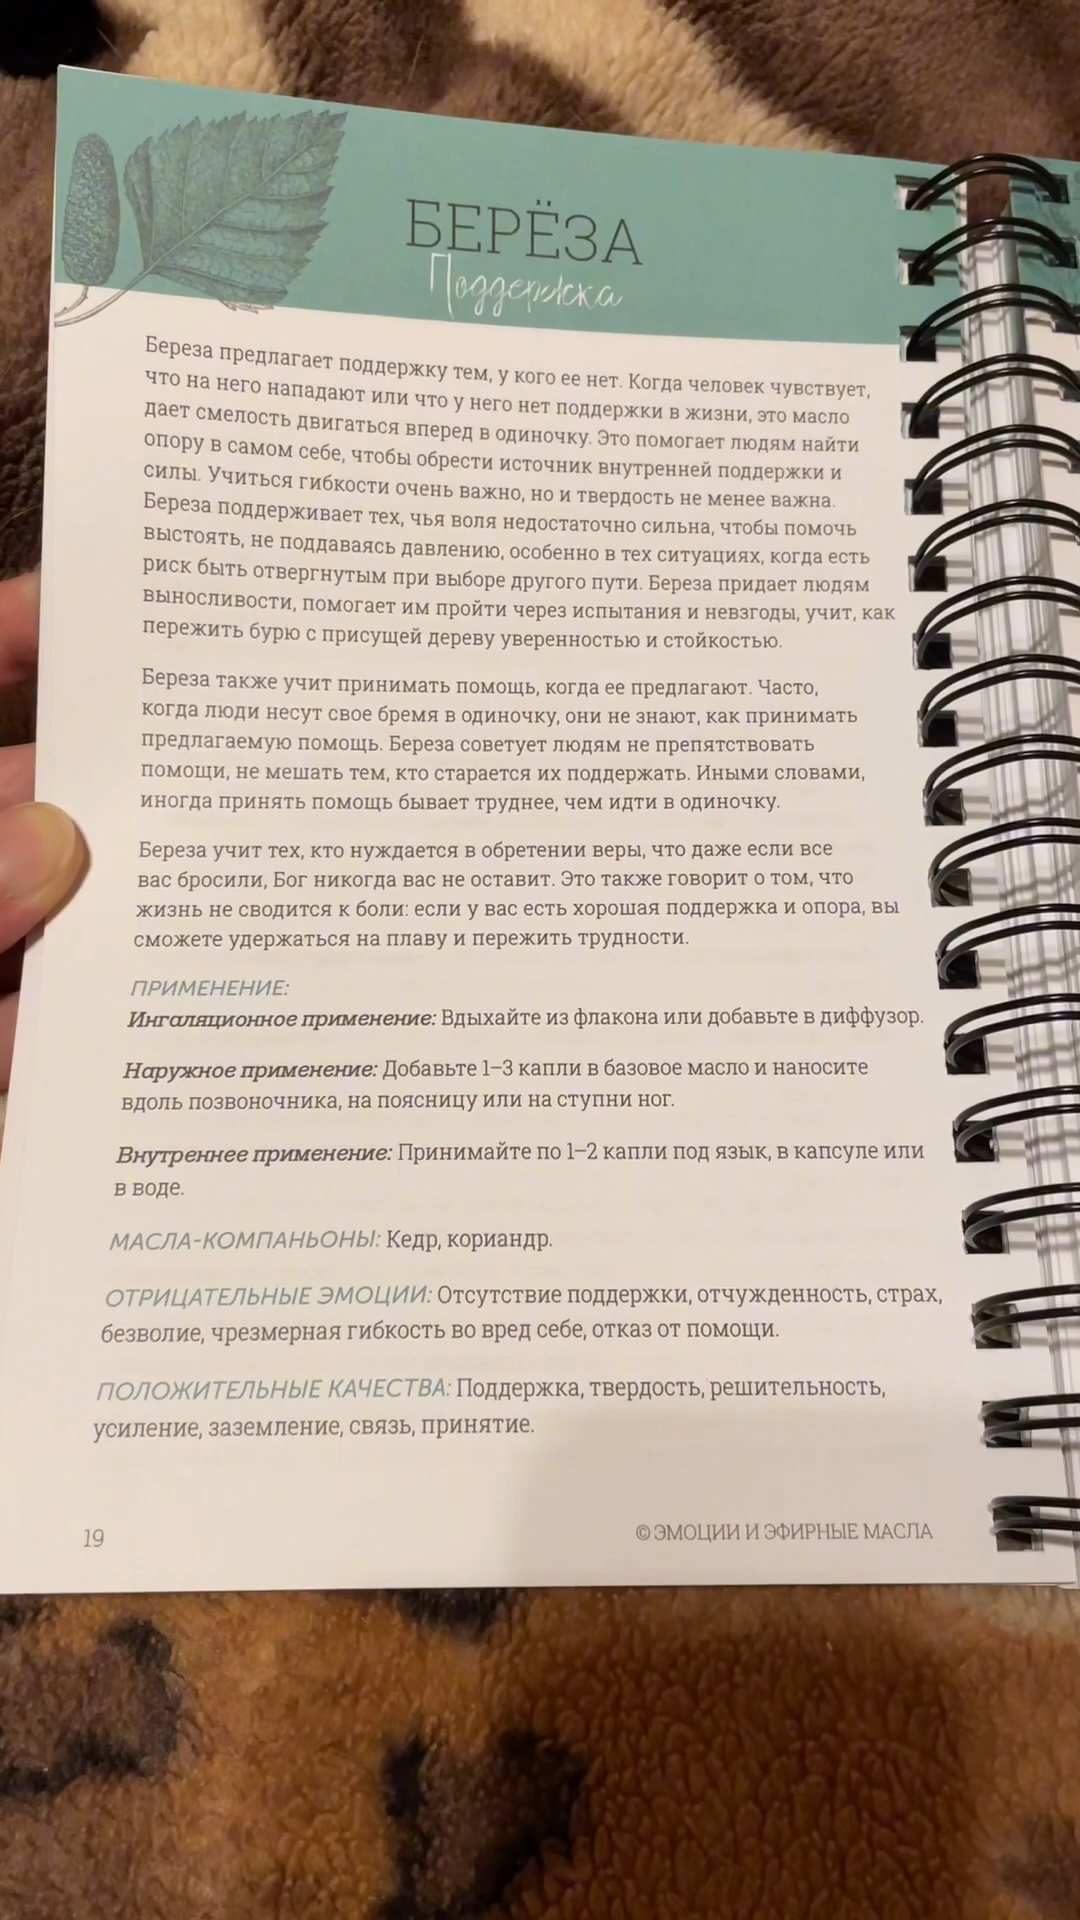 БЕРЁЗА
Поддержка
Береза предлагает поддержку тем, у кого ее нет. Когда человек чувствует,
что на него нападают или что у него нет поддержки в жизни, это масло
дает смелость двигаться вперед в одиночку. Это помогает людям найти
опору в самом себе, чтобы обрести источник внутренней поддержки и
силы. Учиться гибкости очень важно, но и твердость не менее важна.
Береза поддерживает тех, чья воля недостаточно сильна, чтобы помочь
выстоять, не поддаваясь давлению, особенно в тех ситуациях, когда есть
риск быть отвергнутым при выборе другого пути. Береза придает людям
выносливости, помогает им пройти через испытания и невзгоды, учит, как
пережить бурю с присущей дереву уверенностью и стойкостью.
Береза также учит принимать помощь, когда ее предлагают. Часто,
когда люди несут свое бремя в одиночку, они не знают, как принимать
предлагаемую помощь. Береза советует людям не препятствовать
помощи, не мешать тем, кто старается их поддержать. Иными словами,
иногда принять помощь бывает труднее, чем идти в одиночку.
Береза учит тех, кто нуждается в обретении веры, что даже если все
вас бросили, Бог никогда вас не оставит. Это также говорит о том, что
жизнь не сводится к боли: если у вас есть хорошая поддержка и опора, вы
сможете удержаться на плаву и пережить трудности.
ПРИМЕНЕНИЕ:
Ингаляционное применение: Вдыхайте из флакона или добавьте в диффузор.
Наружное применение: Добавьте 1–3 капли в базовое масло и наносите
вдоль позвоночника, на поясницу или на ступни ног.
Внутреннее применение: Принимайте по 1–2 капли под язык, в капсуле или
в воде.
МАСЛА-КОМПАНЬОНЫ: Кедр, кориандр.
ОТРИЦАТЕЛЬНЫЕ ЭМОЦИИ: Отсутствие поддержки, отчужденность, страх,
безволие, чрезмерная гибкость во вред себе, отказ от помощи.
ПОЛОЖИТЕЛЬНЫЕ КАЧЕСТВА: Поддержка, твердость, решительность,
усиление, заземление, связь, принятие.
19
© ЭМОЦИИ И ЭФИРНЫЕ МАСЛА